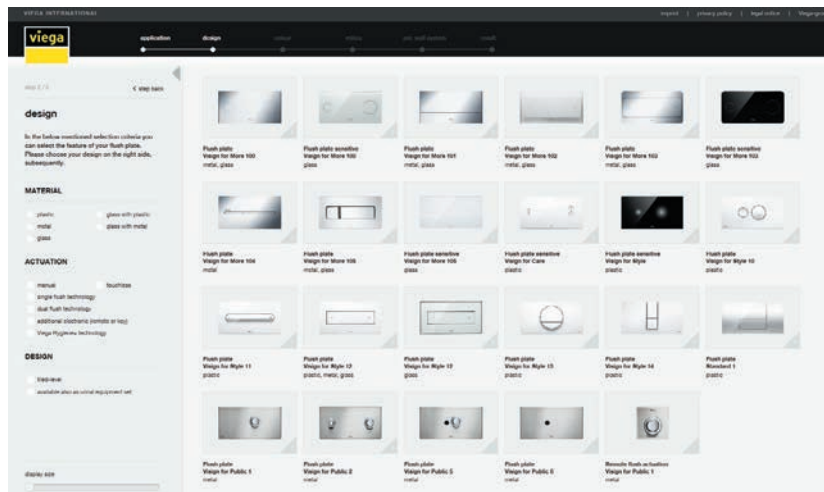 VIEGA INTERNATIONAL
imprint | privacy policy | legal notice |
viega
application
design
result
step back
design
In the below mentioned selection criteria you
can select the feature of your flush plate.
Please choose your design on the right side,
subsequently.
MATERIAL
plastic
glass with plastic
metal
glass with metal
glass
ACTUATION
manual
touchless
single flush technology
dual flush technology
additional electronic (remote or key)
Viega Hygiene+ technology
DESIGN
tiled-level
available also as urinal equipment set
display size
Flush plate
Visign for More 100
metal, glass
Flush plate sensitive
Visign for More 100
glass
Flush plate
Visign for More 101
metal, glass
Flush plate
Visign for More 102
metal, glass
Flush plate
Visign for More 103
metal, glass
Flush plate sensitive
Visign for More 103
glass
Flush plate
Visign for More 104
metal
Flush plate
Visign for More 105
metal, glass
Flush plate sensitive
Visign for More 105
glass
Flush plate sensitive
Visign for Care
plastic
Flush plate sensitive
Visign for Style
plastic
Flush plate
Visign for Style 10
plastic
Flush plate
Visign for Style 11
plastic
Flush plate
Visign for Style 12
plastic, metal, glass
Flush plate
Visign for Style 12
glass
Flush plate
Visign for Style 13
plastic
Flush plate
Visign for Style 14
plastic
Flush plate
Standard 1
plastic
Flush plate
Visign for Public 1
metal
Flush plate
Visign for Public 2
metal
Flush plate
Visign for Public 5
metal
Flush plate
Visign for Public 6
metal
Remote flush actuation
Visign for Public 1
metal